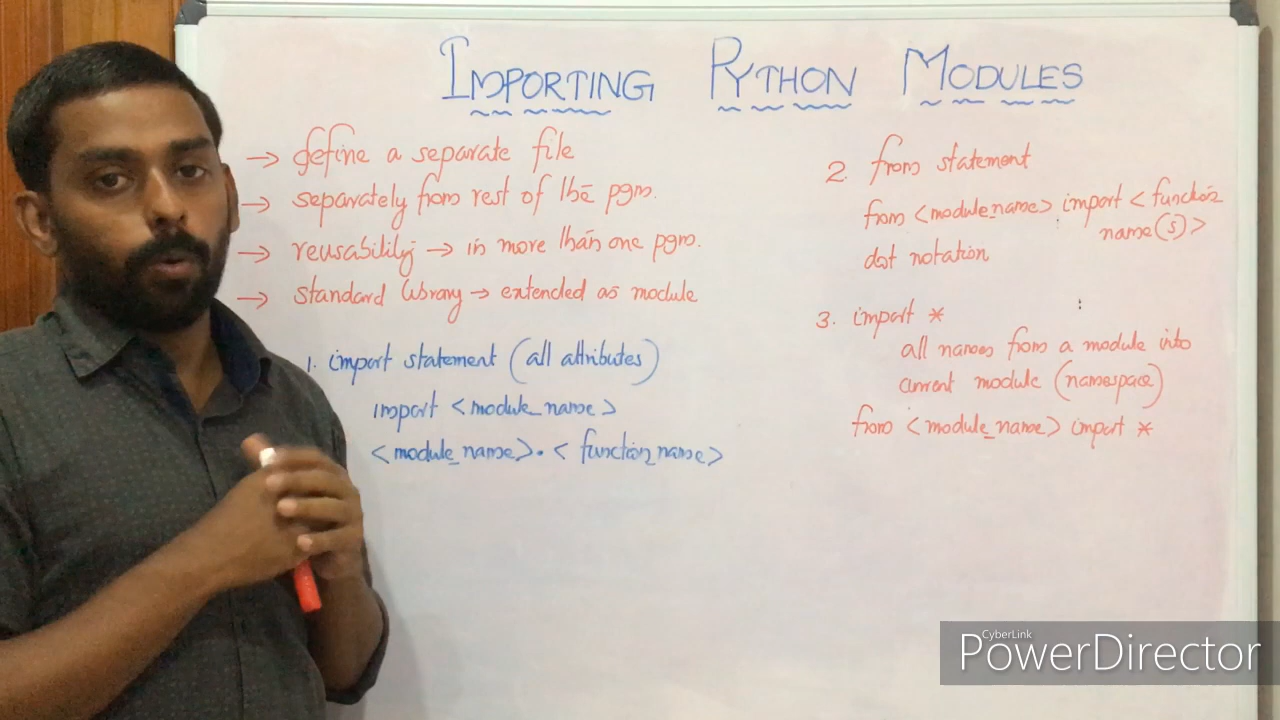 IMPORTING PYTHON MODULES
→ define a separate file
→ separately from rest of the pgm.
→ reusability → in more than one pgm.
→ standard library → extended as module
1. import statement (all attributes)
import <module_name>
<module_name>.<function_name>
2. from statement
from <module_name> import <function
name(s)>
dot notation
3. import *
all names from a module into
current module (namespace)
from <module_name> import *
CyberLink
PowerDirector